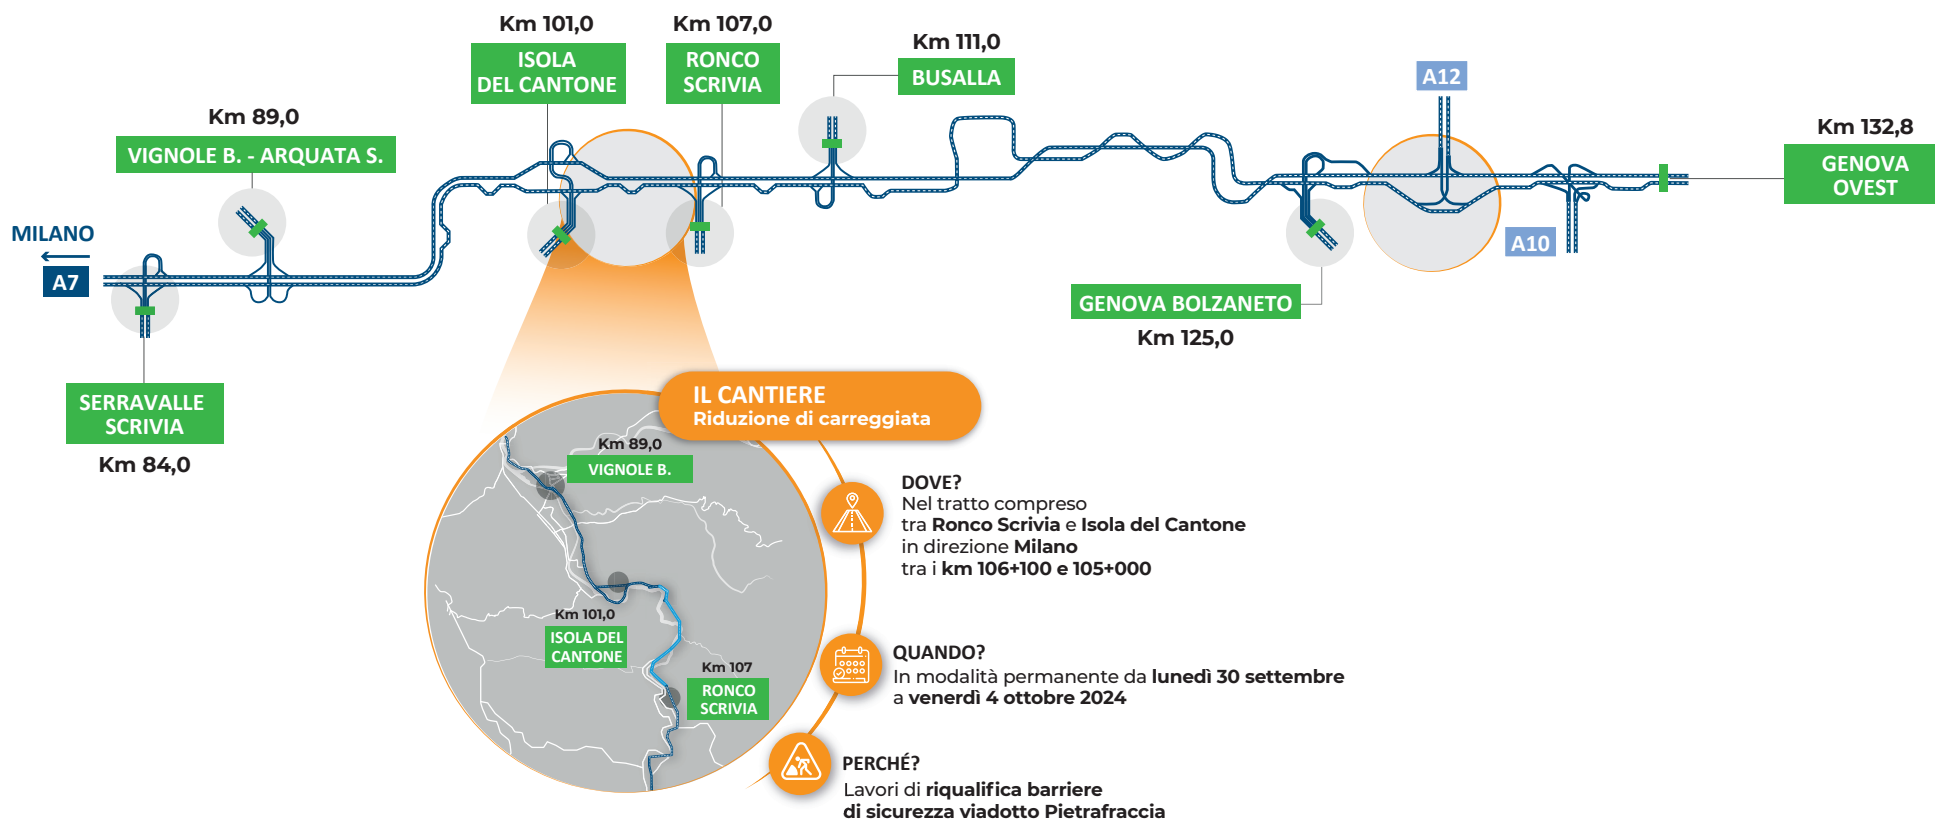 Km 101,0
ISOLA
DEL CANTONE
Km 107,0
RONCO
SCRIVIA
Km 111,0
BUSALLA
A12
Km 89,0
VIGNOLE B. - ARQUATA S.
Km 132,8
GENOVA
OVEST
MILANO
A7
A10
GENOVA BOLZANETO
Km 125,0
SERRAVALLE
SCRIVIA
Km 84,0
IL CANTIERE
Riduzione di carreggiata
Km 89,0
VIGNOLE B.
Km 101,0
ISOLA DEL
CANTONE
Km 107
RONCO
SCRIVIA
DOVE?
Nel tratto compreso
tra Ronco Scrivia e Isola del Cantone
in direzione Milano
tra i km 106+100 e 105+000
QUANDO?
In modalità permanente da lunedì 30 settembre
a venerdì 4 ottobre 2024
PERCHÉ?
Lavori di riqualifica barriere
di sicurezza viadotto Pietrafraccia